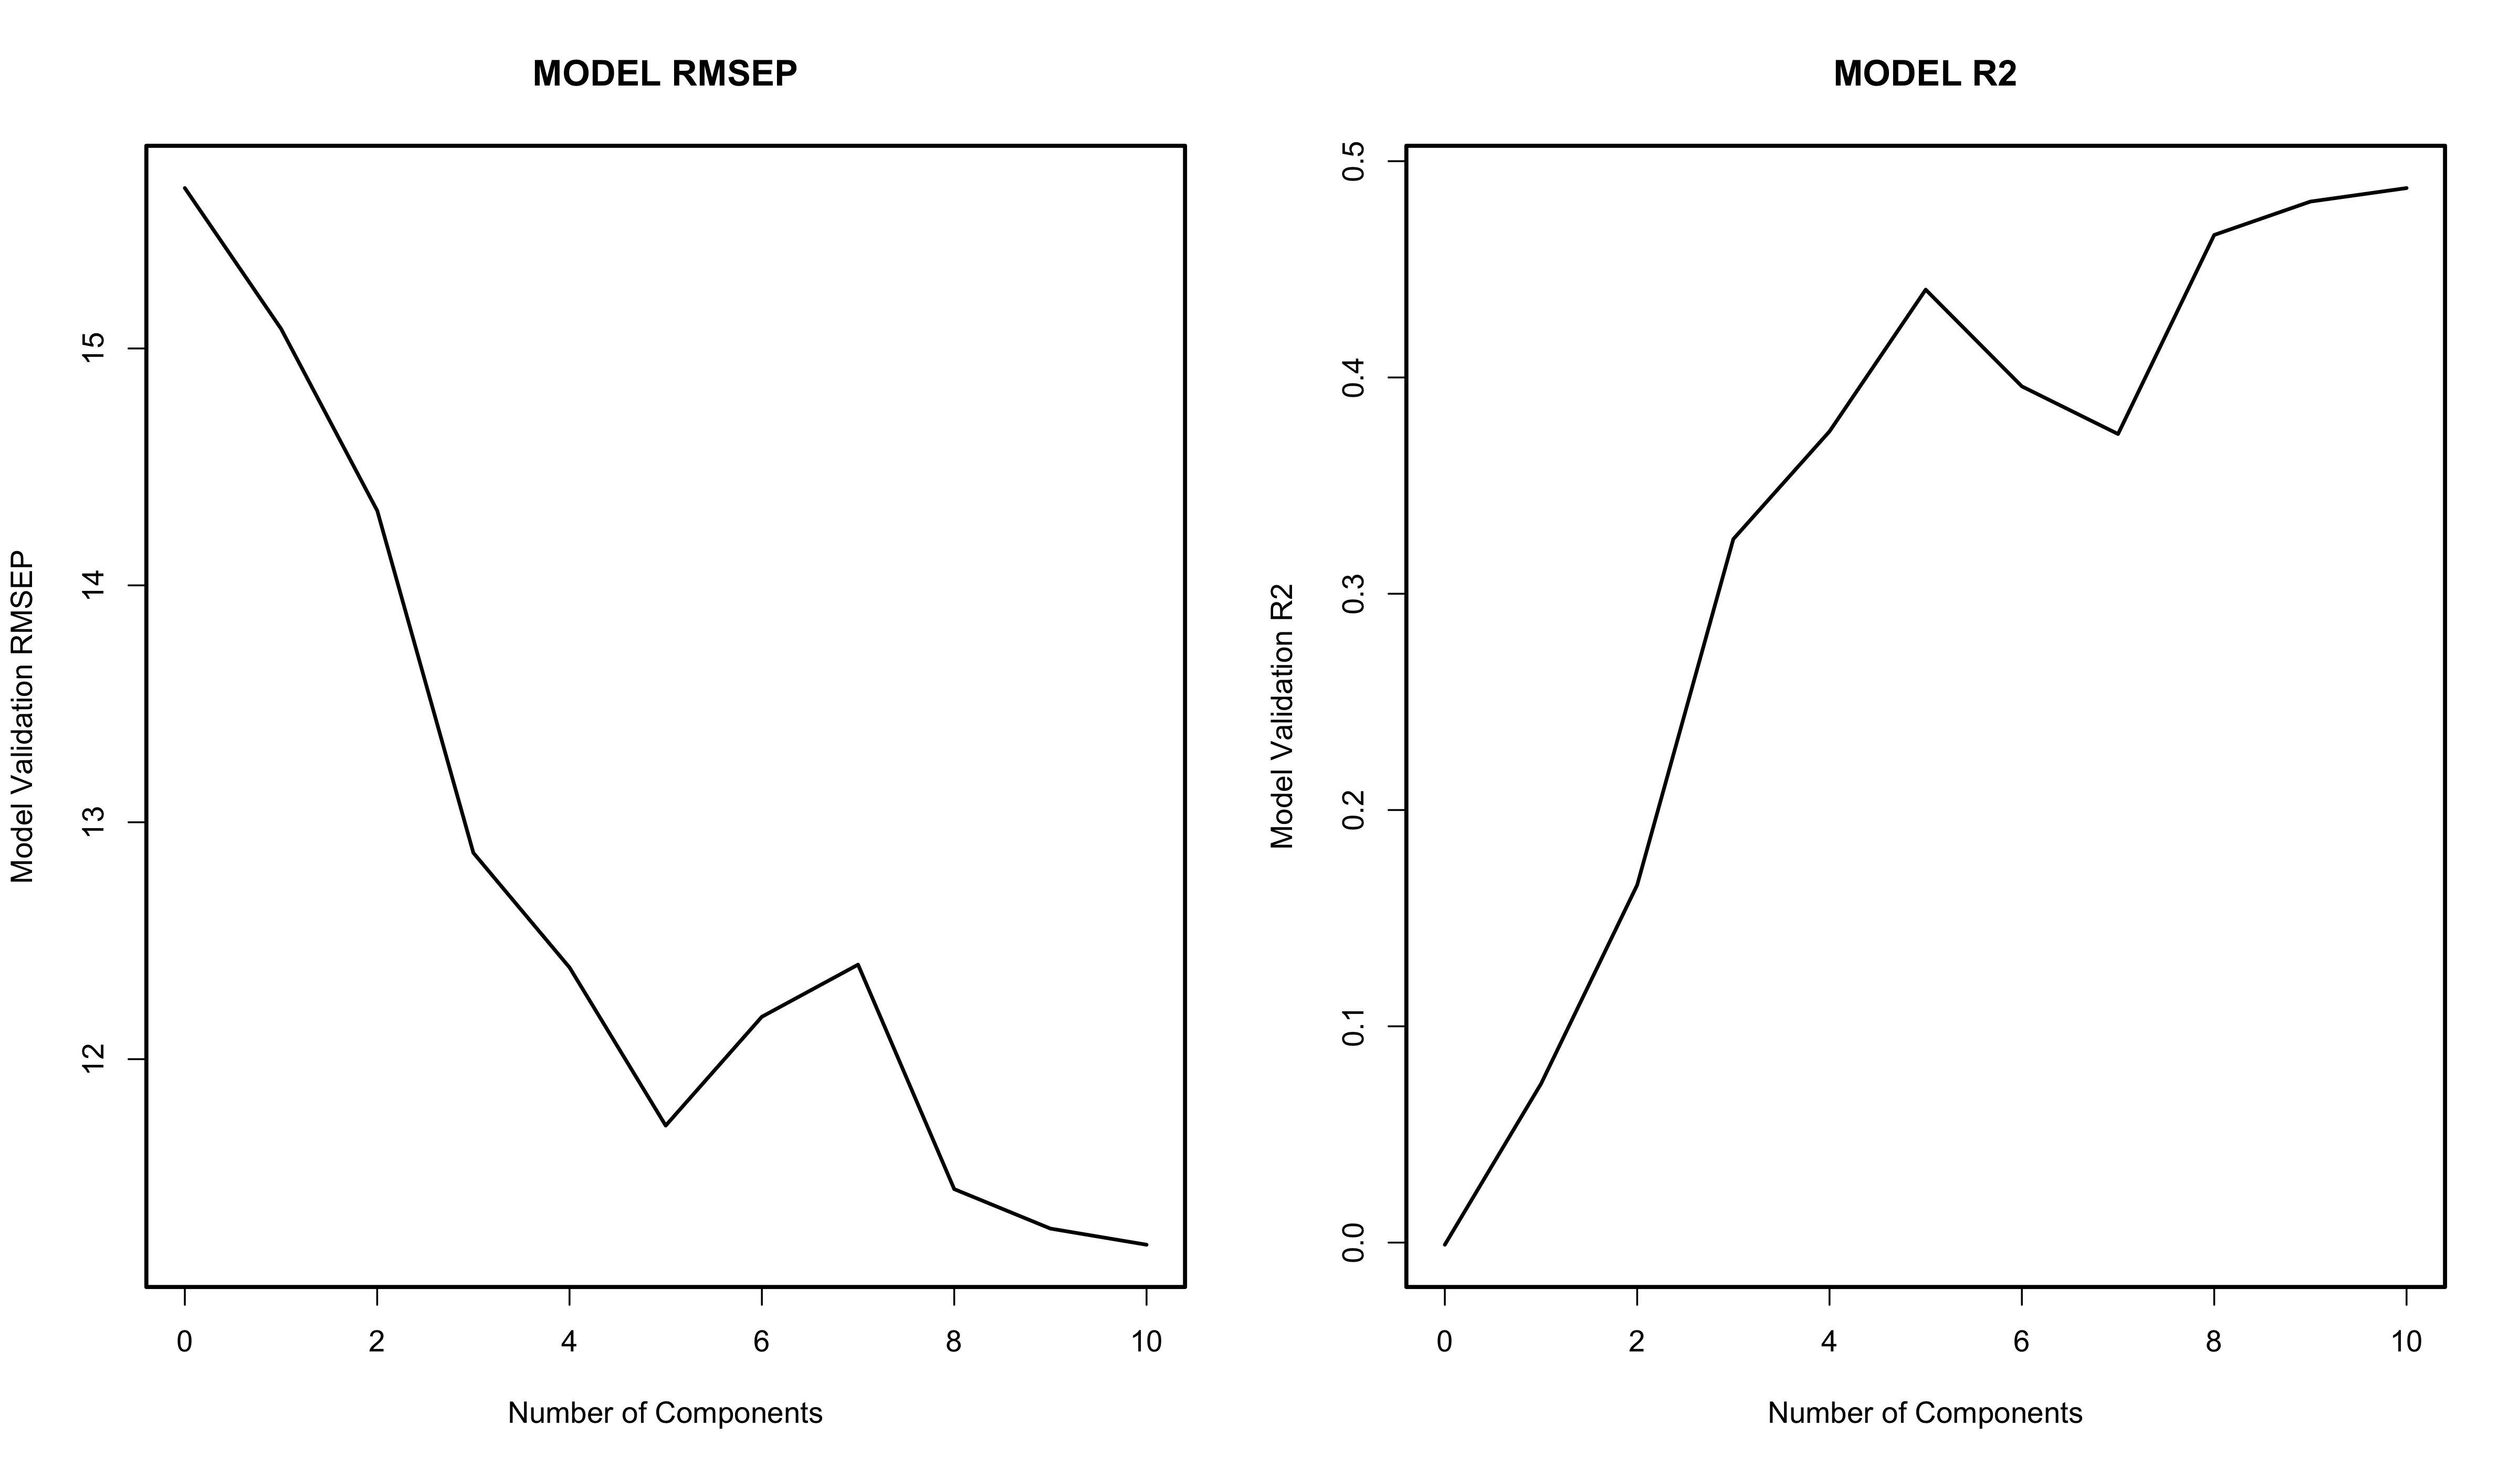 MODEL RMSEP
Model Validation RMSEP
15
14
13
12
0 2 4 6 8 10
Number of Components
MODEL R2
Model Validation R2
0.5
0.4
0.3
0.2
0.1
0.0
0 2 4 6 8 10
Number of Components